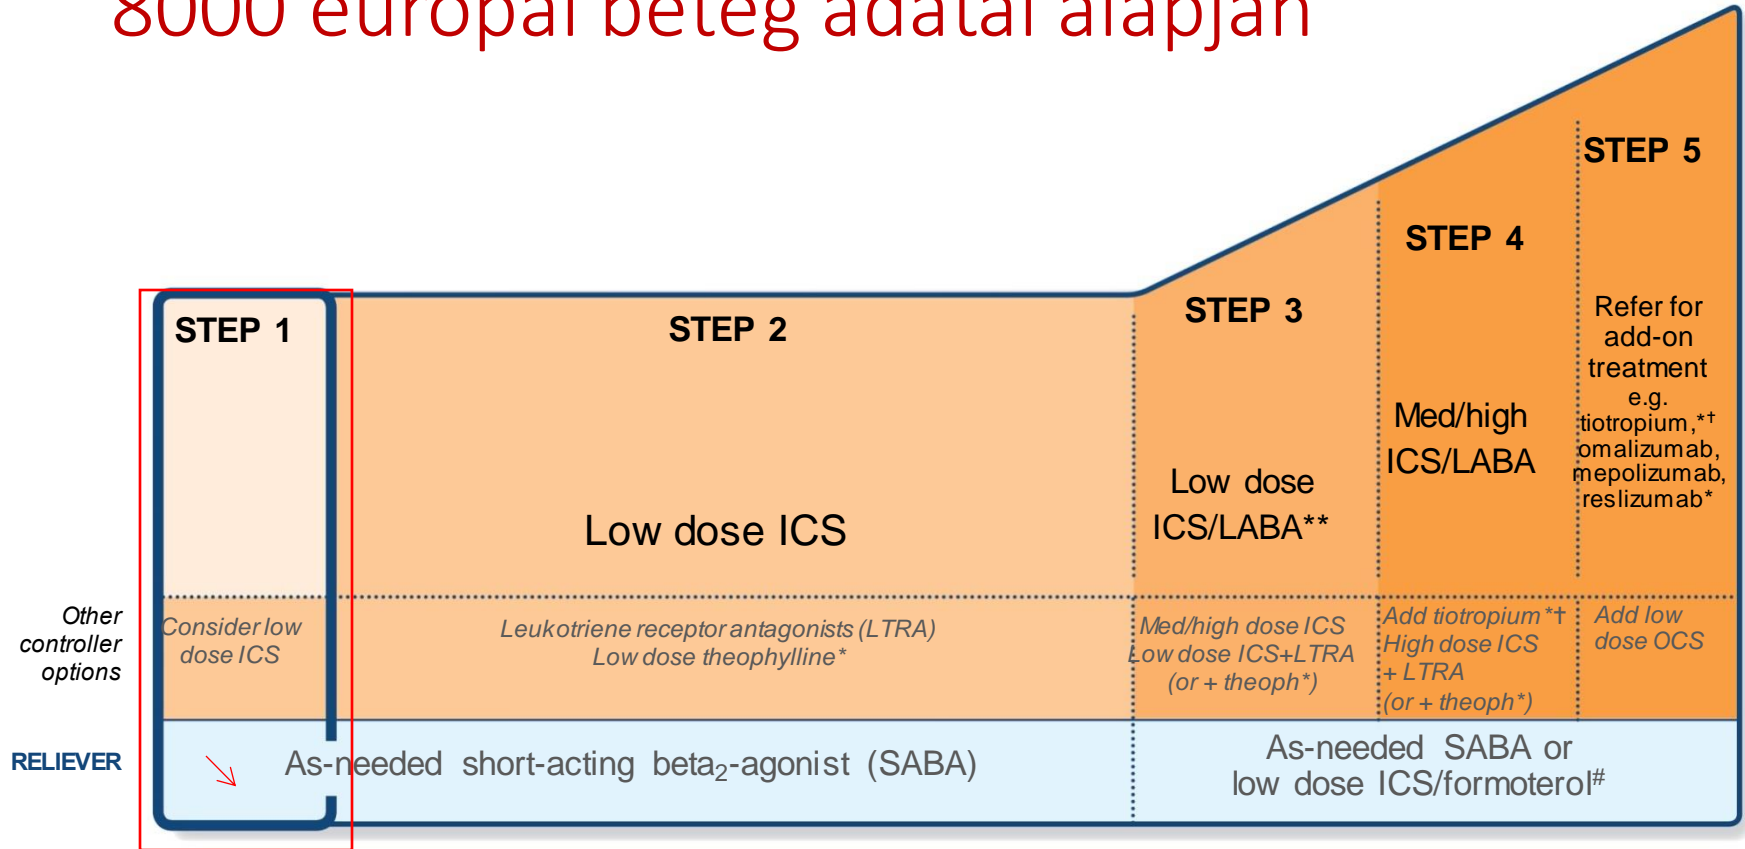 8000 európai beteg adatai alapján
STEP 1
STEP 2
STEP 3
STEP 4
STEP 5
Low dose ICS
Low dose
ICS/LABA**
Med/high
ICS/LABA
Refer for
add-on
treatment
e.g.
tiotropium,*†
omalizumab,
mepolizumab,
reslizumab*
Other
controller
options
Consider low
dose ICS
Leukotriene receptor antagonists (LTRA)
Low dose theophylline*
Med/high dose ICS
Low dose ICS+LTRA
(or + theoph*)
Add tiotropium*†
High dose ICS
+ LTRA
(or + theoph*)
Add low
dose OCS
RELIEVER
As-needed short-acting beta₂-agonist (SABA)
As-needed SABA or
low dose ICS/formoterol#